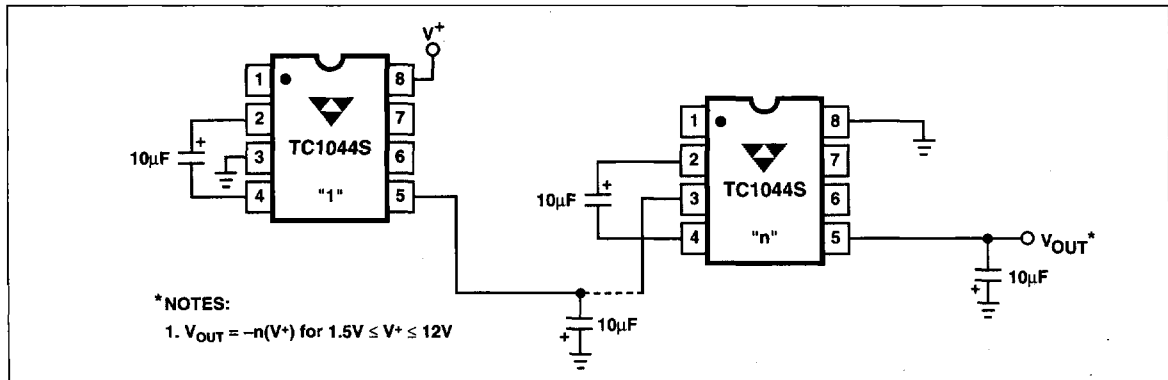 V+
1
8
2
7
TC1044S
3
6
4
"1"
5
+
10µF
1
8
2
7
TC1044S
3
6
4
"n"
5
+
10µF
VOUT*
10µF
+
10µF
+
*NOTES:
1. VOUT = –n(V+) for 1.5V ≤ V+ ≤ 12V